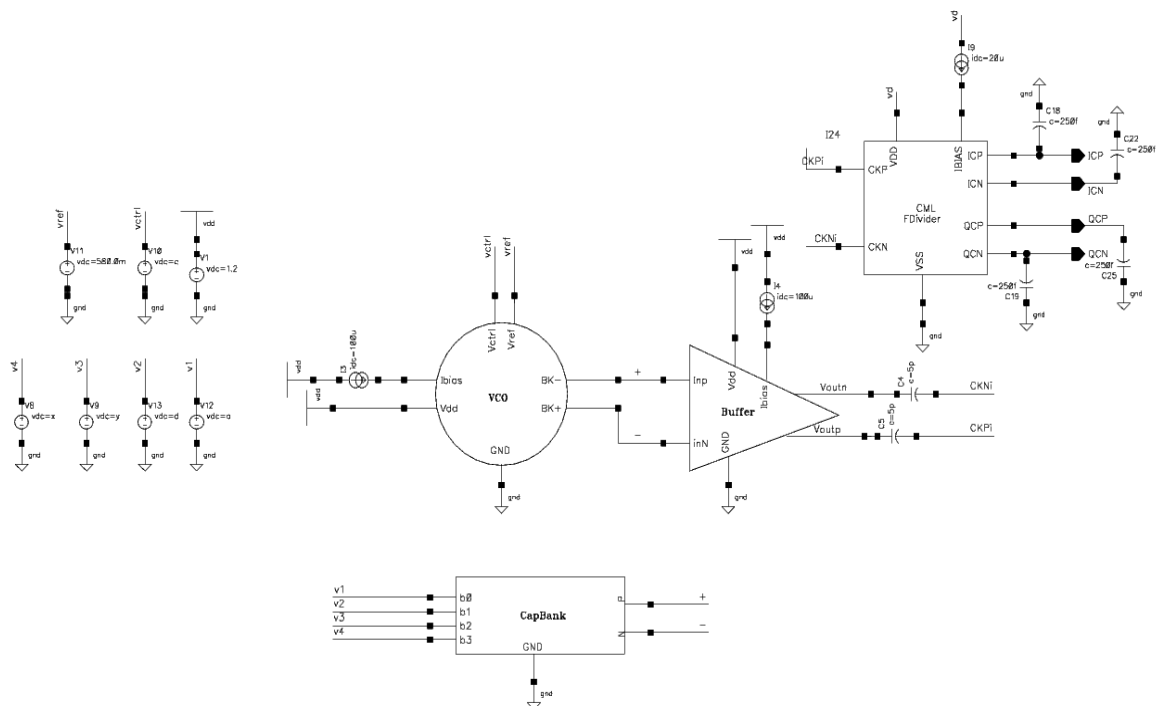 vd
I9
idc=20u
gnd
C18
c=250f
gnd
C22
c=250f
vd
I24
CKPi
CKP
VDD
IBIAS
ICP
ICP
ICN
ICN
CML
FDivider
QCP
QCP
CKNi
CKN
QCN
QCN
VSS
c=250f
C19
c=250f
C25
gnd
gnd
gnd
vref
V11
vdc=580.0m
gnd
vctrl
V10
vdc=c
gnd
vdd
V1
vdc=1.2
gnd
v4
V8
vdc=x
gnd
v3
V9
vdc=y
gnd
v2
V13
vdc=d
gnd
v1
V12
vdc=a
gnd
vctrl
vref
Vctrl
Vref
vdd
I3
idc=100u
vdd
Ibias
Vdd
VCO
BK-
BK+
GND
gnd
+
-
vdd
vdd
I4
idc=100u
Inp
inN
Vdd
Ibias
Buffer
GND
gnd
Voutn
C4
c=5p
CKNi
Voutp
C5
c=5p
CKPi
v1
b0
v2
b1
v3
b2
v4
b3
CapBank
GND
gnd
P
+
N
-